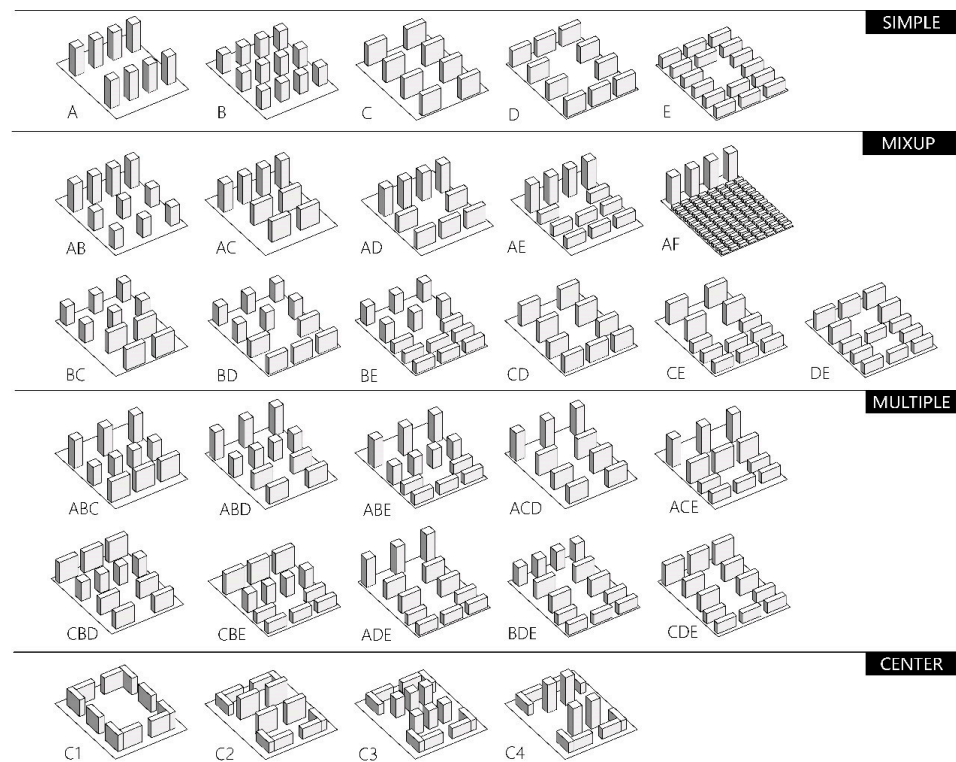 SIMPLE
A B C D E
MIXUP
AB AC AD AE AF
BC BD BE CD CE DE
MULTIPLE
ABC ABD ABE ACD ACE
CBD CBE ADE BDE CDE
CENTER
C1 C2 C3 C4